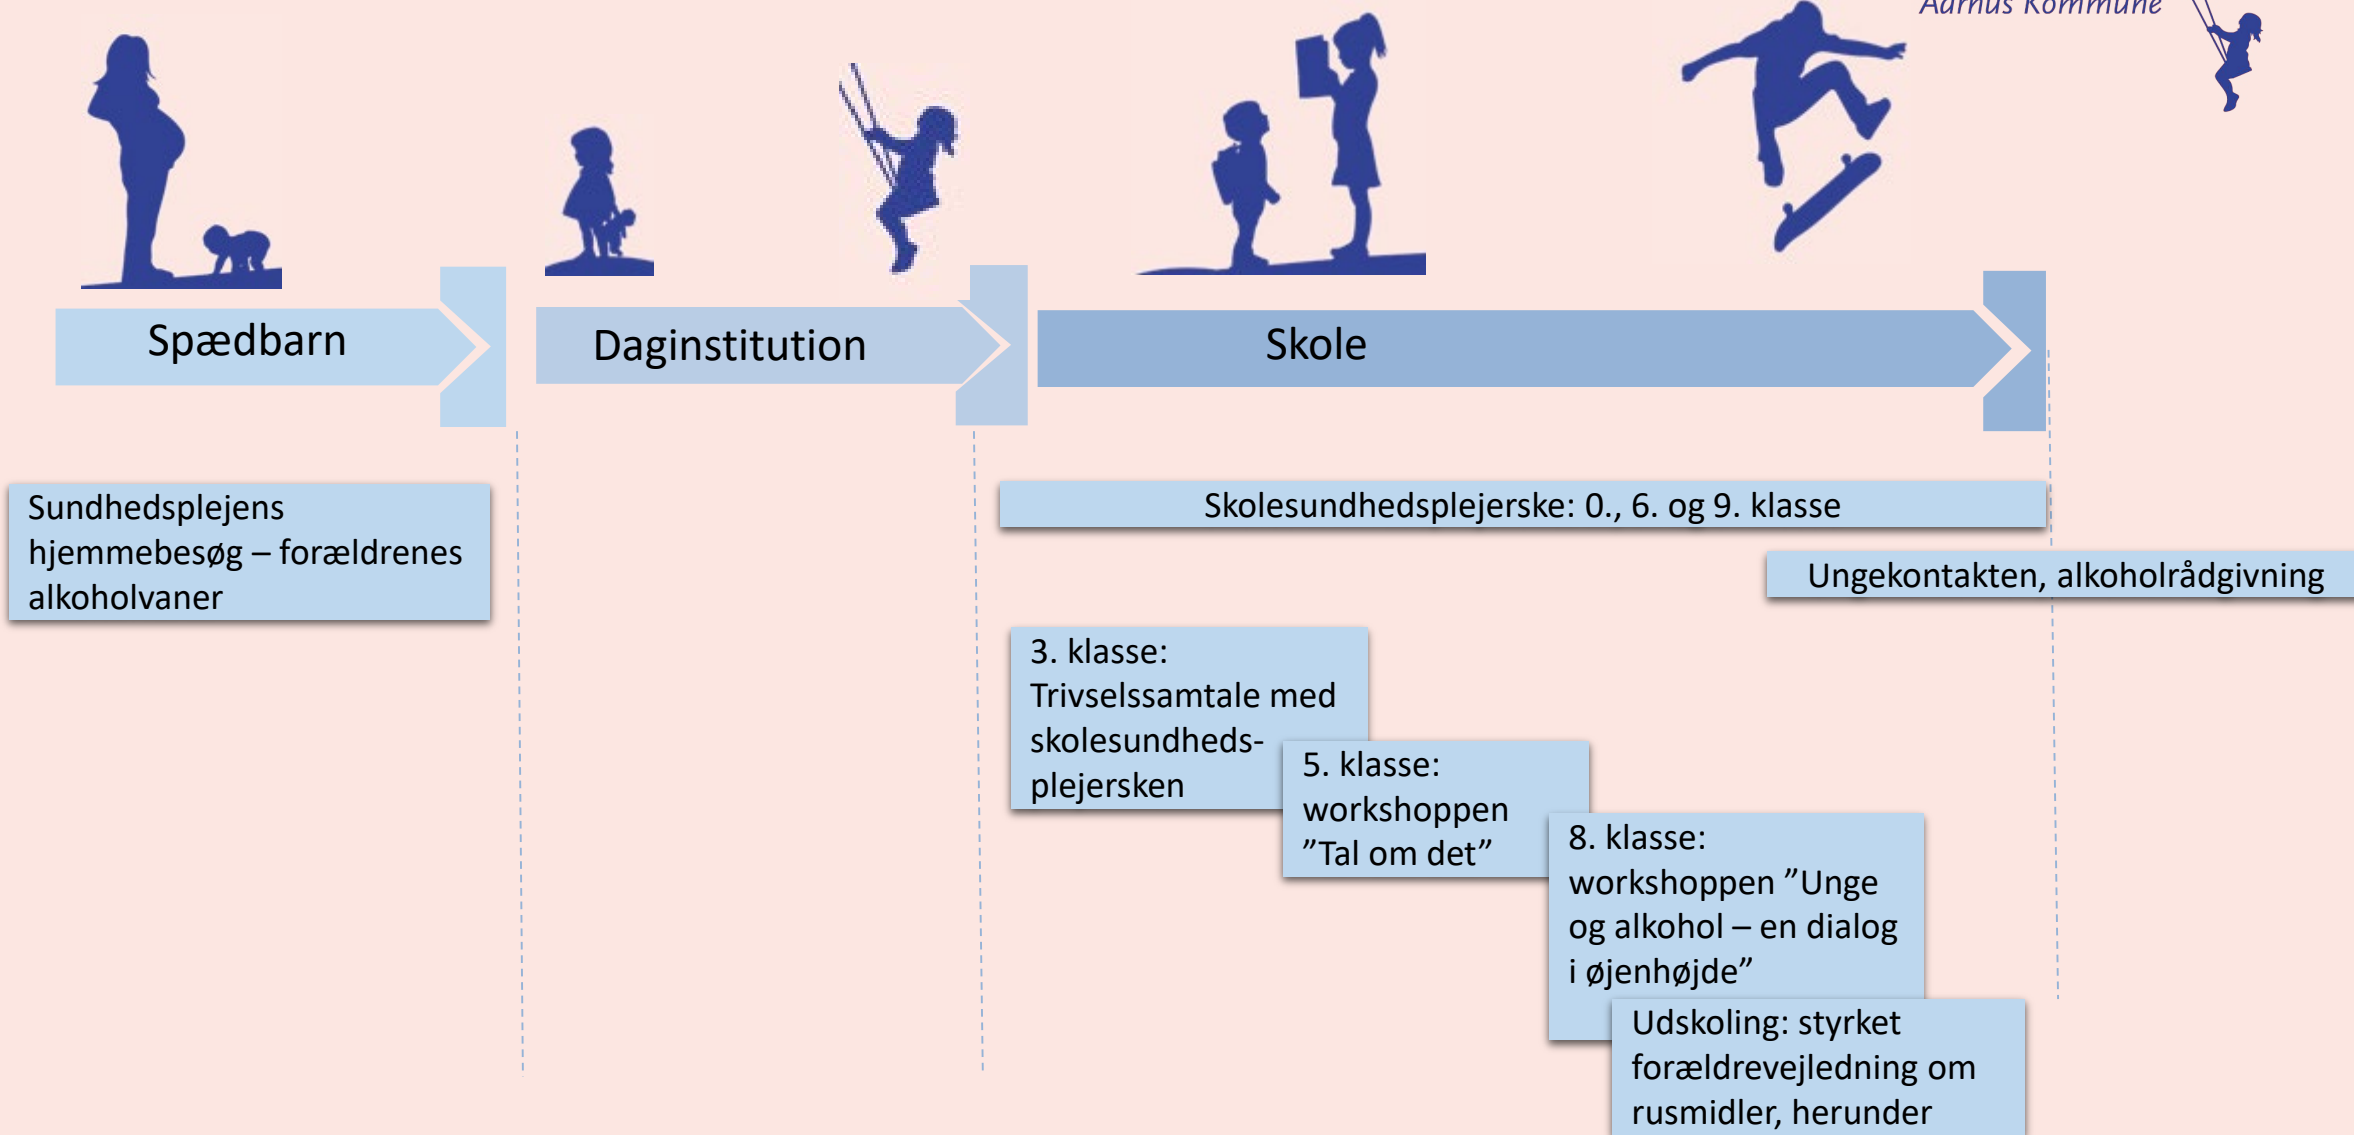 Aarhus Kommune
Spædbarn
Daginstitution
Skole
Sundhedsplejens
hjemmebesøg – forældrenes
alkoholvaner
Skolesundhedsplejerske: 0., 6. og 9. klasse
Ungekontakten, alkoholrådgivning
3. klasse:
Trivselssamtale med
skolesundheds-
plejersken
5. klasse:
workshoppen
”Tal om det”
8. klasse:
workshoppen ”Unge
og alkohol – en dialog
i øjenhøjde”
Udskoling: styrket
forældrevejledning om
rusmidler, herunder